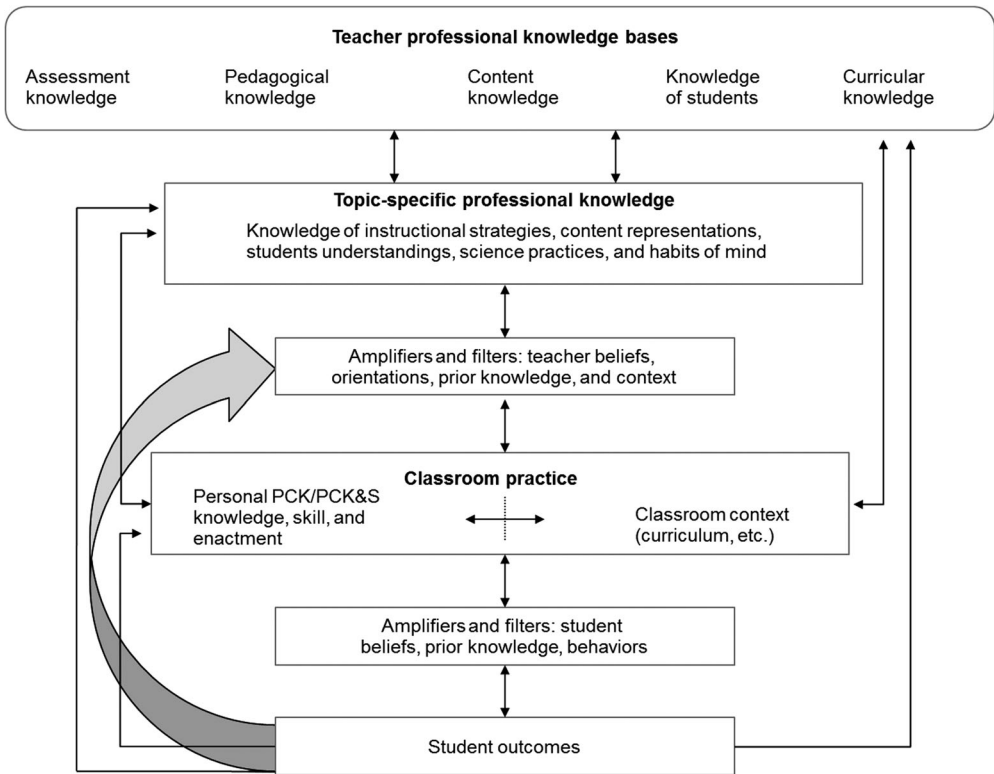 Teacher professional knowledge bases
Assessment
knowledge
Pedagogical
knowledge
Content
knowledge
Knowledge
of students
Curricular
knowledge
Topic-specific professional knowledge
Knowledge of instructional strategies, content representations,
students understandings, science practices, and habits of mind
Amplifiers and filters: teacher beliefs,
orientations, prior knowledge, and context
Classroom practice
Personal PCK/PCK&S
knowledge, skill, and
enactment
Classroom context
(curriculum, etc.)
Amplifiers and filters: student
beliefs, prior knowledge, behaviors
Student outcomes